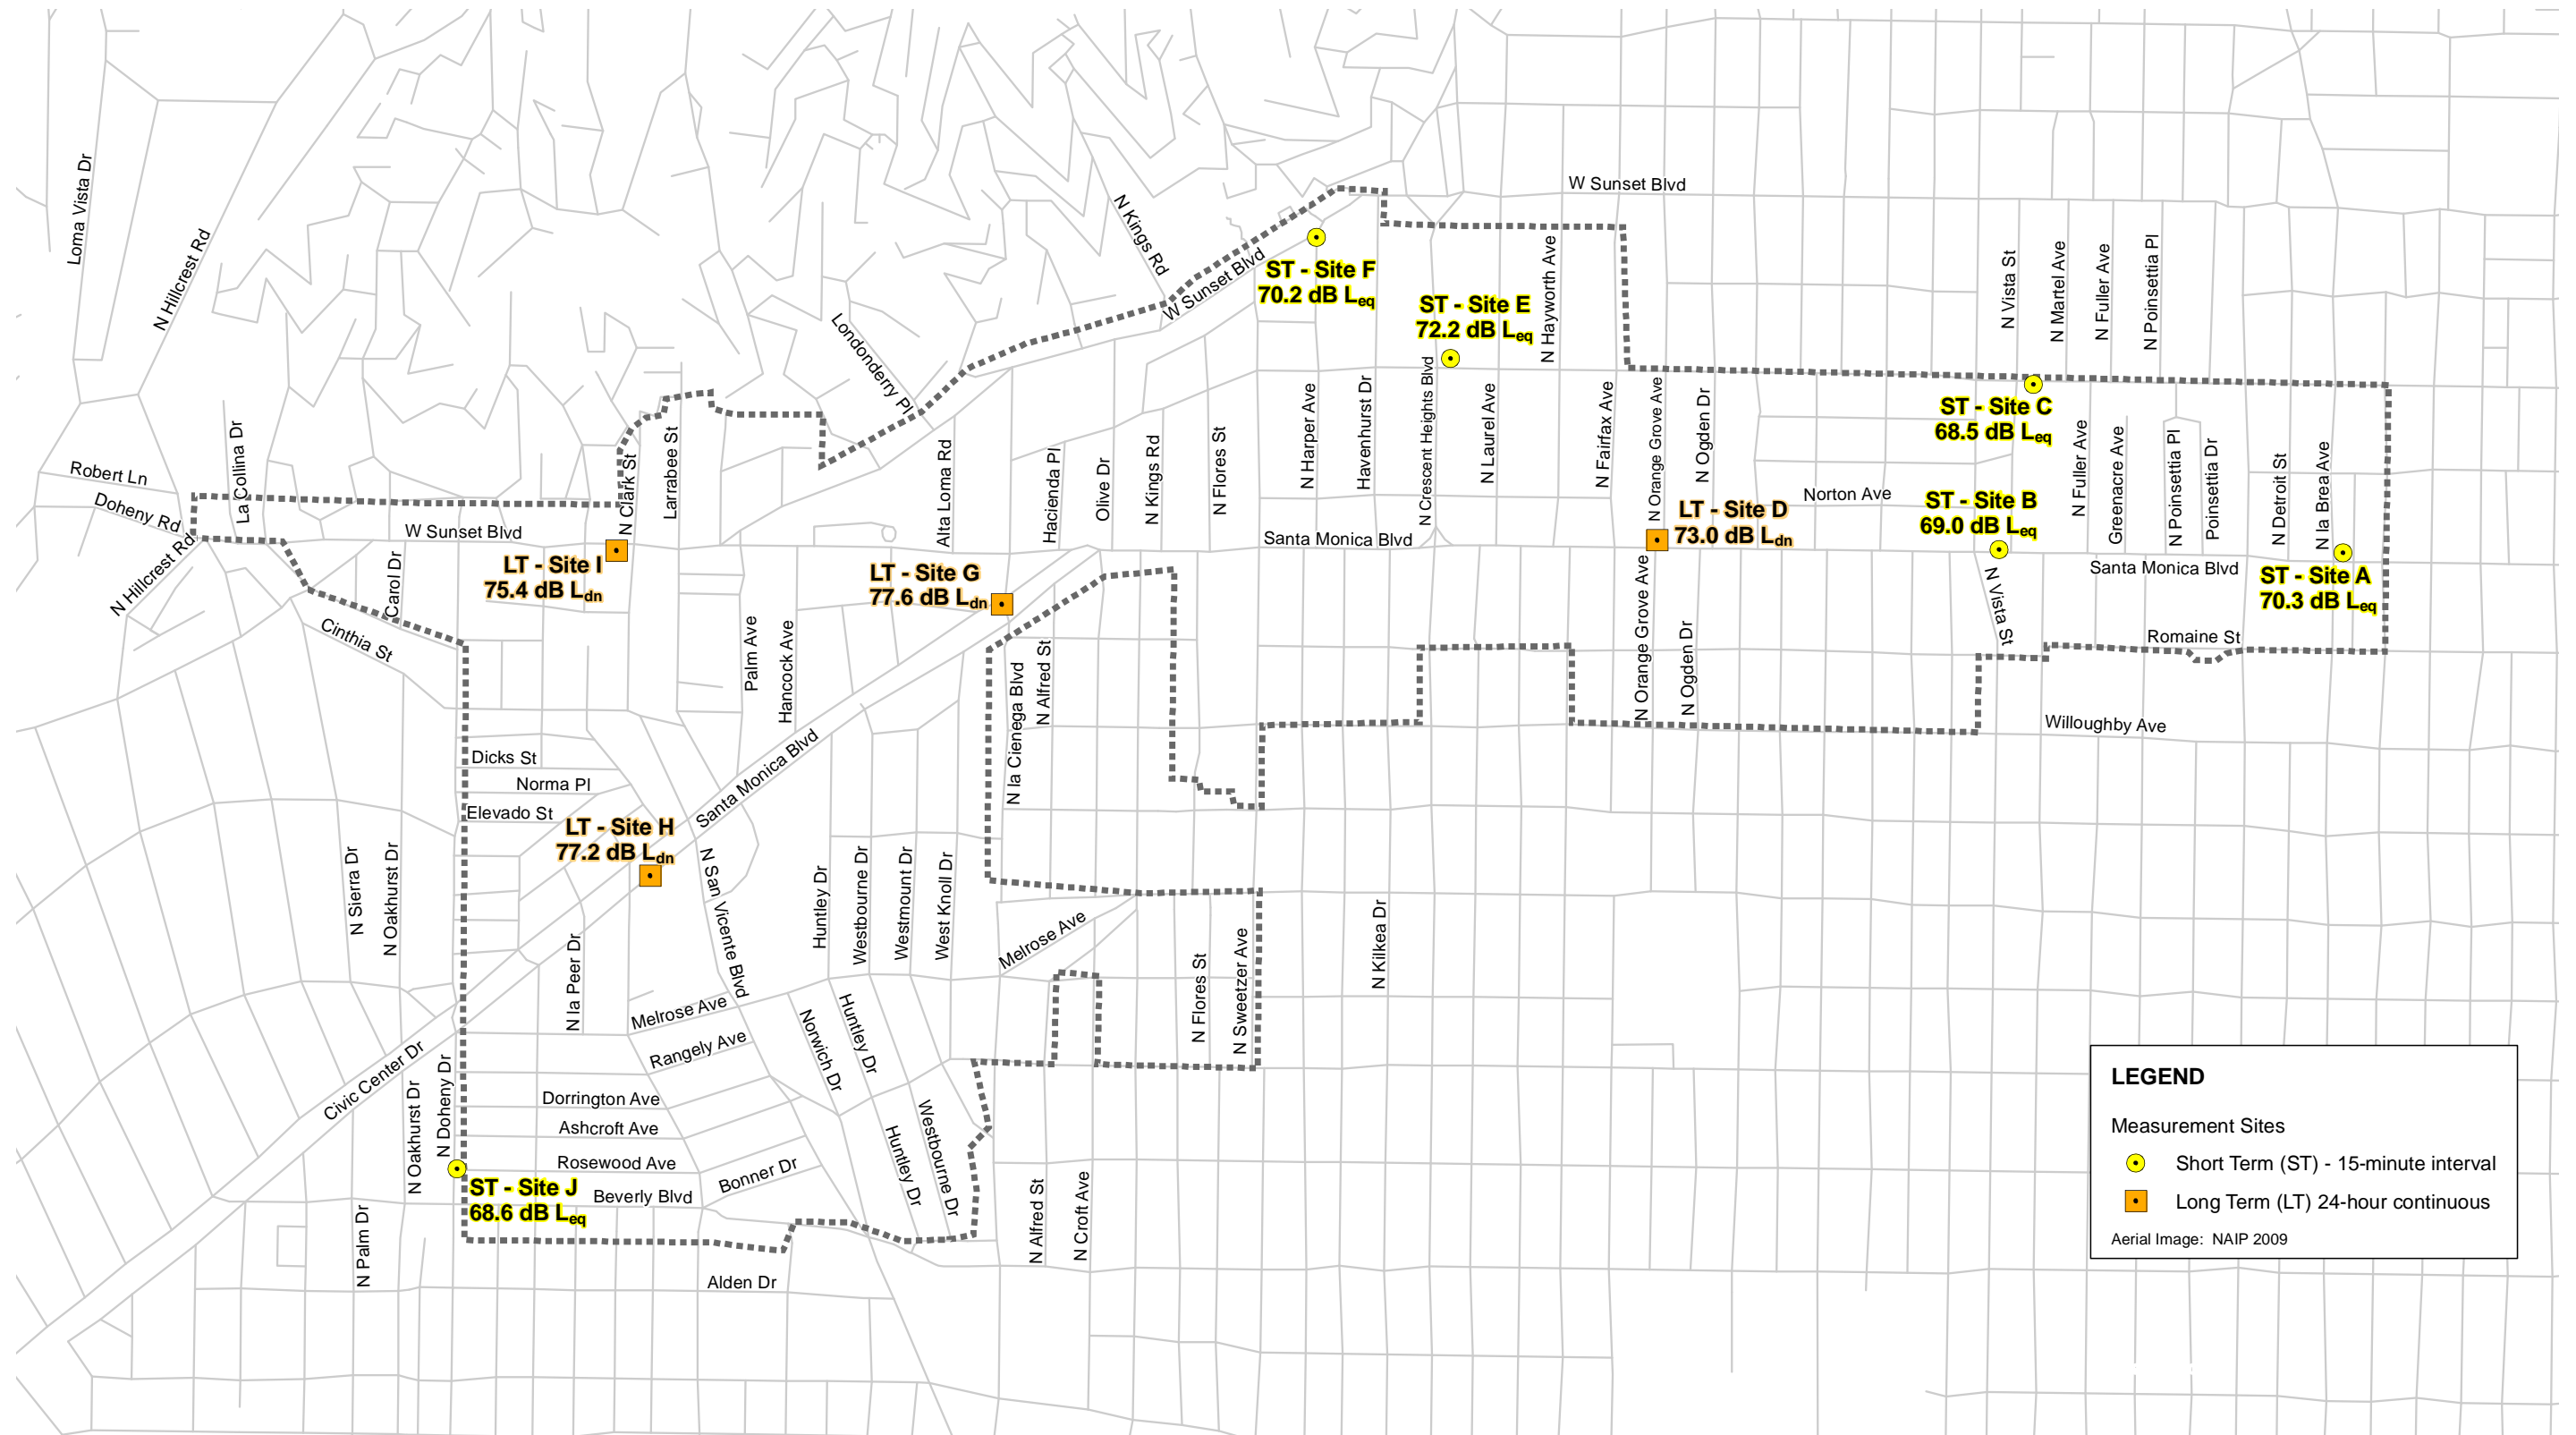 W Sunset Blvd
Loma Vista Dr
N Hillcrest Rd
N Kings Rd
W Sunset Blvd
ST - Site F
70.2 dB Leq
ST - Site E
72.2 dB Leq
N Hayworth Ave
N Vista St
N Martel Ave
N Fuller Ave
N Poinsettia Pl
Londonderry Pl
N Crescent Heights Blvd
N Harper Ave
Havenhurst Dr
N Laurel Ave
N Fairfax Ave
N Orange Grove Ave
N Ogden Dr
ST - Site C
68.5 dB Leq
La Collina Dr
Robert Ln
Doheny Rd
N Hillcrest Rd
W Sunset Blvd
N Clark St
Larrabee St
Alta Loma Rd
Hacienda Pl
Olive Dr
N Kings Rd
N Flores St
Santa Monica Blvd
LT - Site D
73.0 dB Ldn
Norton Ave
ST - Site B
69.0 dB Leq
N Fuller Ave
Greenacre Ave
N Poinsettia Pl
Poinsettia Dr
N Detroit St
N la Brea Ave
Santa Monica Blvd
ST - Site A
70.3 dB Leq
Carol Dr
LT - Site I
75.4 dB Ldn
LT - Site G
77.6 dB Ldn
Cinthia St
Palm Ave
Hancock Ave
N la Cienega Blvd
N Alfred St
N Orange Grove Ave
N Ogden Dr
N Vista St
Romaine St
Willoughby Ave
Dicks St
Norma Pl
Elevado St
Santa Monica Blvd
LT - Site H
77.2 dB Ldn
N Sierra Dr
N Oakhurst Dr
N San Vicente Blvd
Huntley Dr
Westbourne Dr
Westmount Dr
West Knoll Dr
Melrose Ave
N Flores St
N Sweetzer Ave
N Kilkea Dr
N la Peer Dr
Melrose Ave
Rangely Ave
Norwich Dr
Huntley Dr
Civic Center Dr
N Oakhurst Dr
N Doheny Dr
Dorrington Ave
Ashcroft Ave
Rosewood Ave
Bonner Dr
Beverly Blvd
Huntley Dr
Westbourne Dr
ST - Site J
68.6 dB Leq
N Palm Dr
N Alfred St
N Croft Ave
Alden Dr
LEGEND
Measurement Sites
Short Term (ST) - 15-minute interval
Long Term (LT) 24-hour continuous
Aerial Image: NAIP 2009